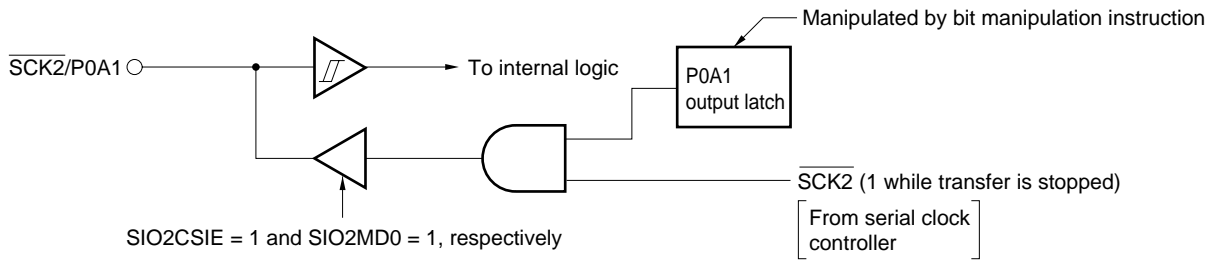 Manipulated by bit manipulation instruction
SCK2/P0A1
To internal logic
P0A1
output latch
SCK2 (1 while transfer is stopped)
From serial clock
controller
SIO2CSIE = 1 and SIO2MD0 = 1, respectively